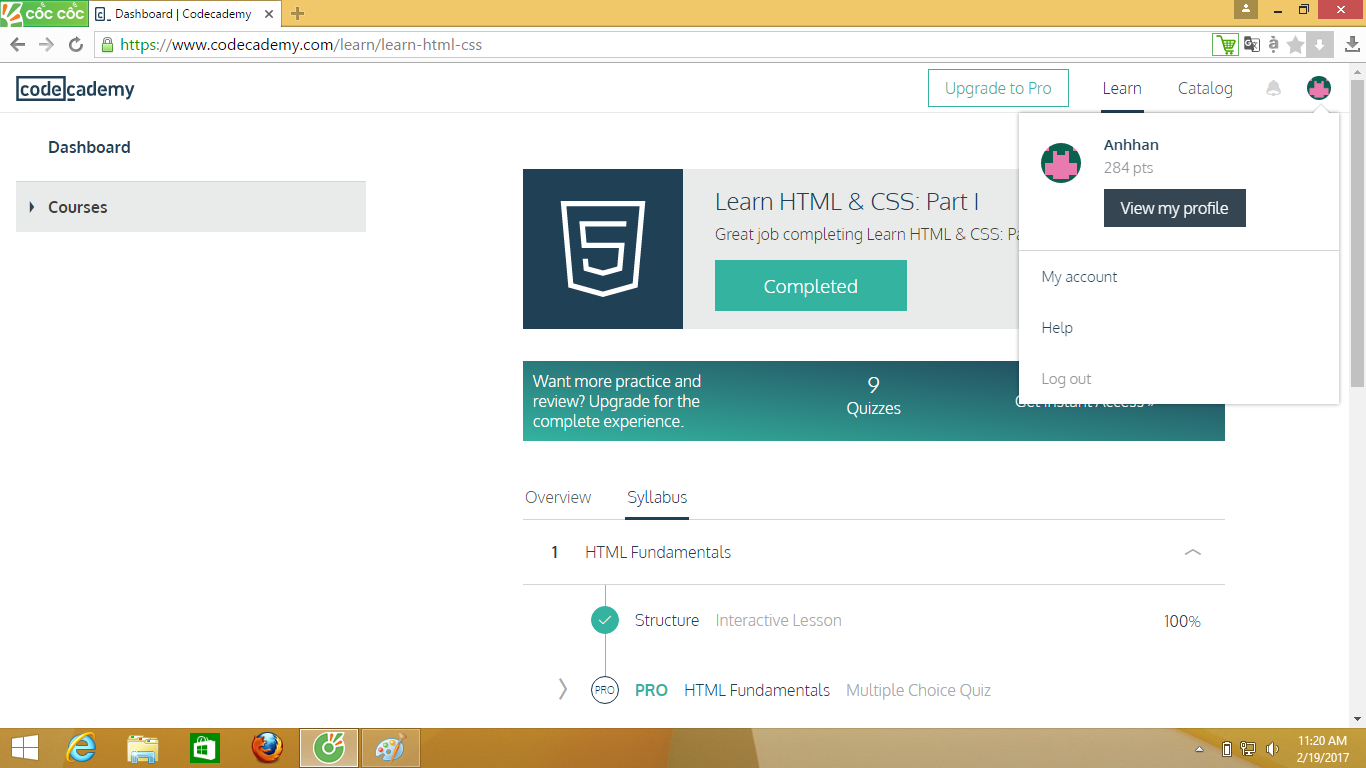 cốc cốc
Dashboard | Codecademy
https://www.codecademy.com/learn/learn-html-css
codecademy
Upgrade to Pro
Learn
Catalog
Dashboard
Courses
Anhhan
284 pts
View my profile
My account
Help
Log out
Learn HTML & CSS: Part I
Great job completing Learn HTML & CSS:
Completed
Want more practice and
review? Upgrade for the
complete experience.
9
Quizzes
Get Instant Access »
Overview
Syllabus
1 HTML Fundamentals
Structure Interactive Lesson 100%
PRO PRO HTML Fundamentals Multiple Choice Quiz
11:20 AM
2/19/2017